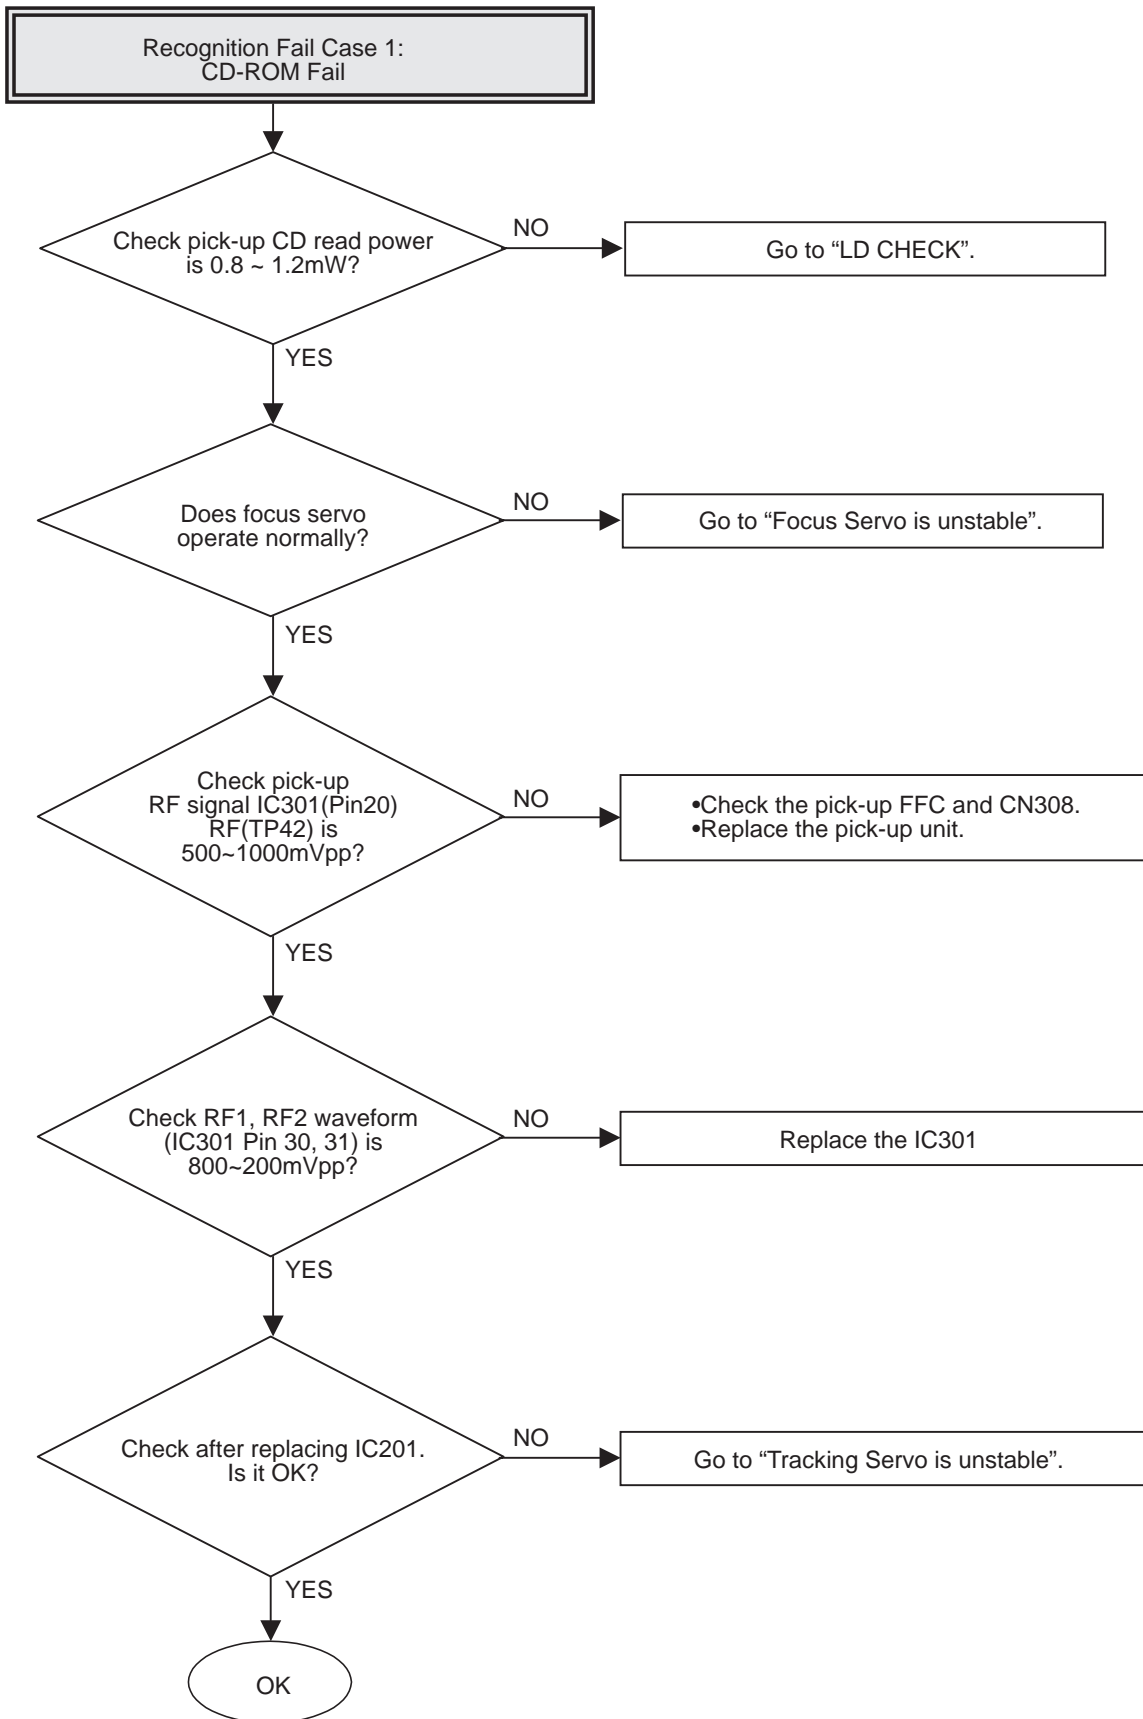 Recognition Fail Case 1:
CD-ROM Fail
Check pick-up CD read power
is 0.8 ~ 1.2mW?
NO
Go to “LD CHECK”.
YES
Does focus servo
operate normally?
NO
Go to “Focus Servo is unstable”.
YES
Check pick-up
RF signal IC301(Pin20)
RF(TP42) is
500~1000mVpp?
NO
•Check the pick-up FFC and CN308.
•Replace the pick-up unit.
YES
Check RF1, RF2 waveform
(IC301 Pin 30, 31) is
800~200mVpp?
NO
Replace the IC301
YES
Check after replacing IC201.
Is it OK?
NO
Go to “Tracking Servo is unstable”.
YES
OK